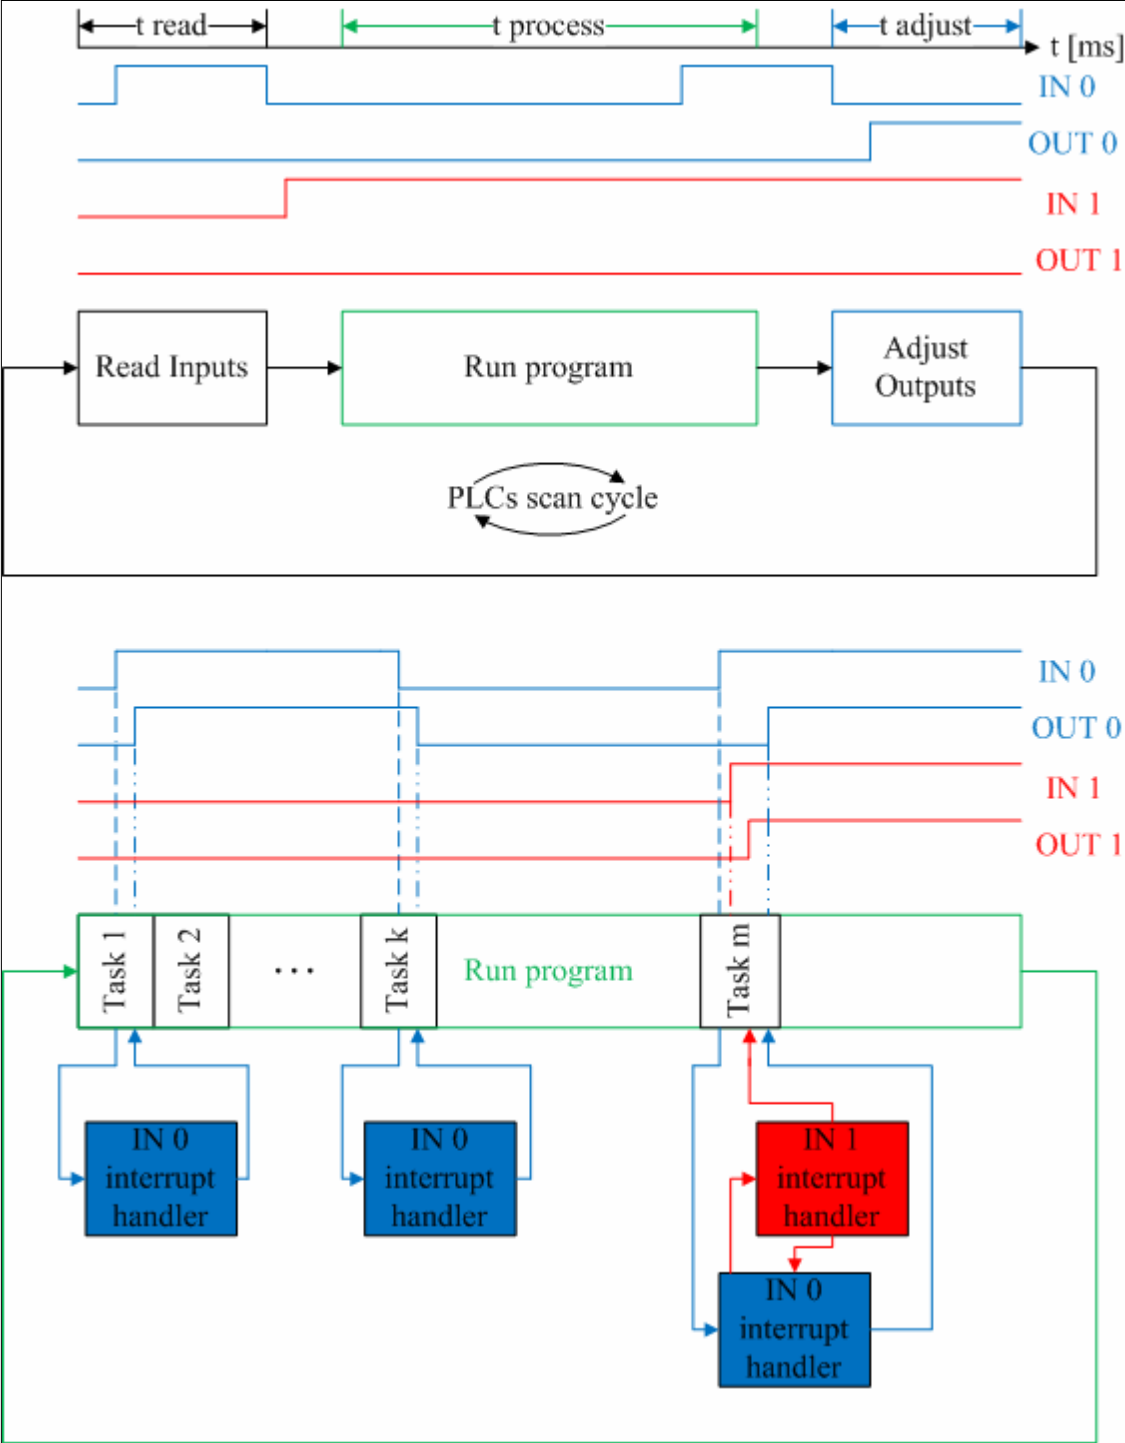 t read
t process
t adjust
t [ms]
IN 0
OUT 0
IN 1
OUT 1
Read Inputs
Run program
Adjust
Outputs
PLCs scan cycle
IN 0
OUT 0
IN 1
OUT 1
Task 1
Task 2
...
Task k
Run program
Task m
IN 0
interrupt
handler
IN 0
interrupt
handler
IN 1
interrupt
handler
IN 0
interrupt
handler